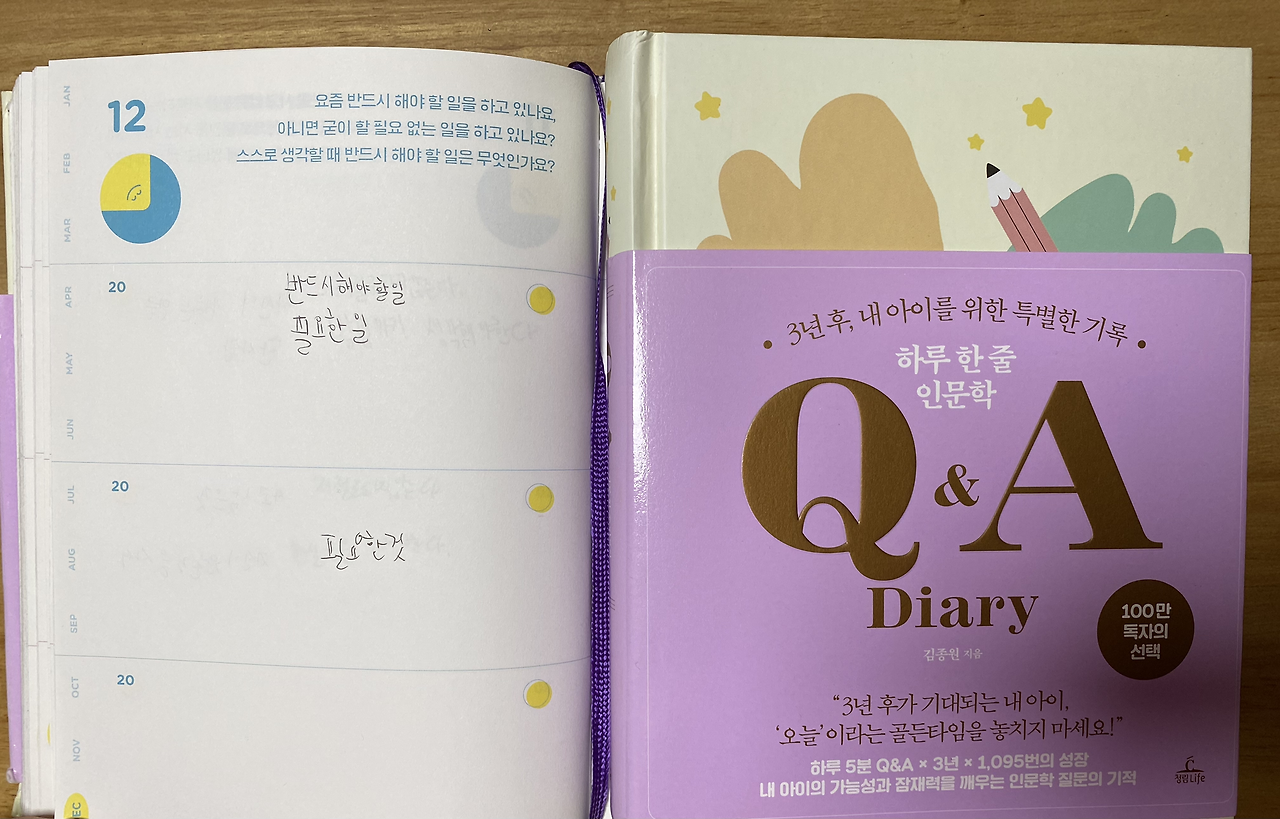 JAN
FEB
MAR
APR
MAY
JUN
JUL
AUG
SEP
OCT
NOV
EC
12
요즘 반드시 해야 할 일을 하고 있나요,
아니면 굳이 할 필요 없는 일을 하고 있나요?
스스로 생각할 때 반드시 해야 할 일은 무엇인가요?
20
반드시해야할일
필요한 일
20
필요한것
20
3년 후, 내 아이를 위한 특별한 기록
하루 한 줄
인문학
Q & A
Diary
김종원 지음
100만
독자의
선택
“3년 후가 기대되는 내 아이,
‘오늘’이라는 골든타임을 놓치지 마세요!”
하루 5분 Q&A × 3년 × 1,095번의 성장
내 아이의 가능성과 잠재력을 깨우는 인문학 질문의 기적
청림Life